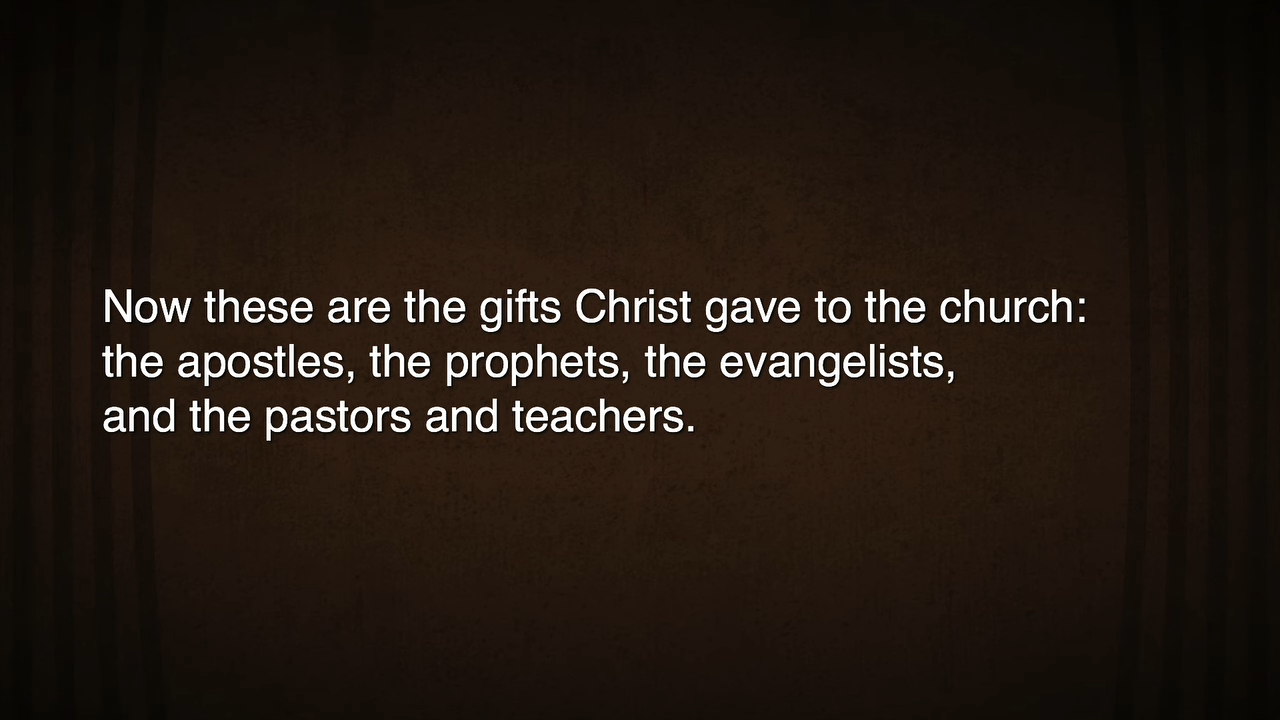 Now these are the gifts Christ gave to the church:
the apostles, the prophets, the evangelists,
and the pastors and teachers.